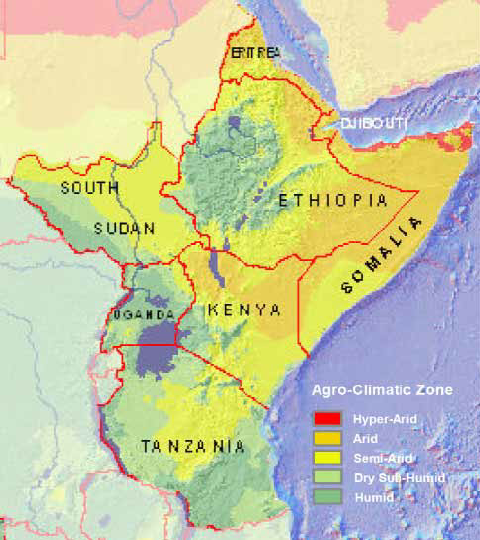 ERITREA
DJIBOUTI
SOUTH
SUDAN
ETHIOPIA
SOMALIA
UGANDA
KENYA
TANZANIA
Agro-Climatic Zone
Hyper-Arid
Arid
Semi-Arid
Dry Sub-Humid
Humid